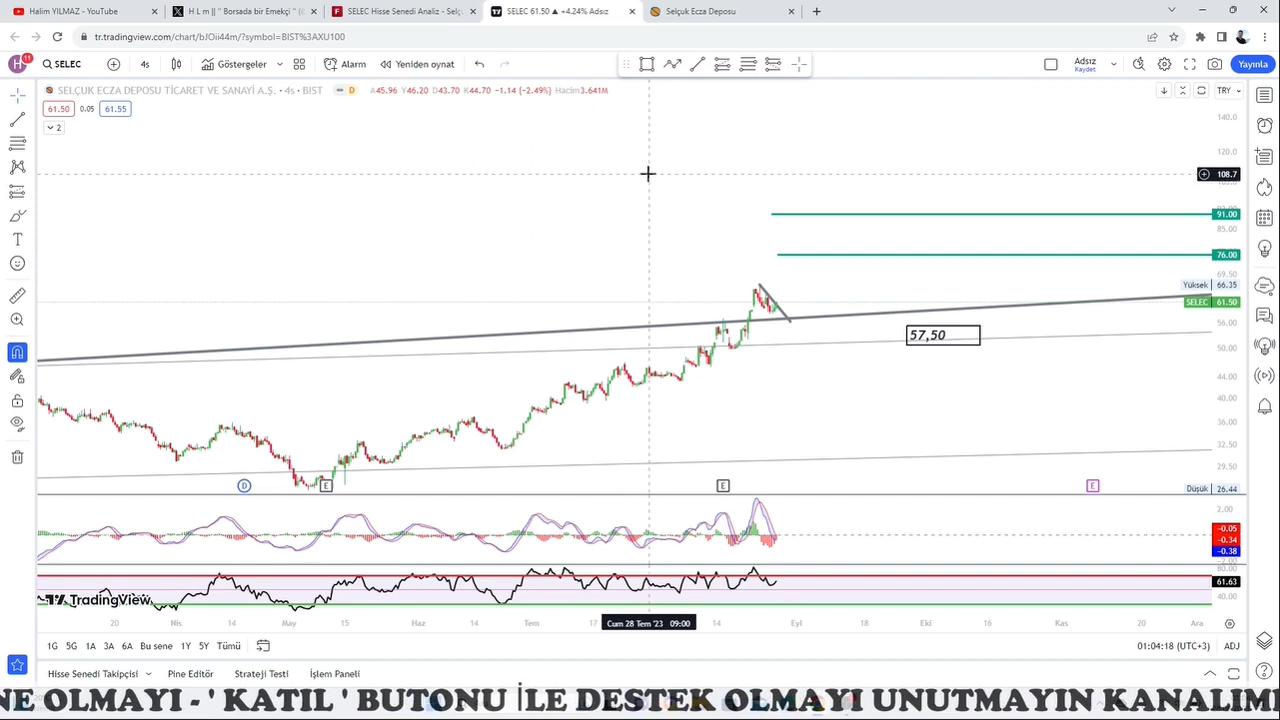 Halim YILMAZ - YouTube
H L m || " Borsada bir Emekçi "
SELEC Hisse Senedi Analiz - Se
SELEC 61.50 ▲ +4.24% Adsız
Selçuk Ecza Deposu
tr.tradingview.com/chart/bJOii44m/?symbol=BIST%3AXU100
H
11
SELEC
4s
Göstergeler
Alarm
Yeniden oynat
Adsız
Kaydet
Yayınla
SELÇUK ECZA DEPOSU TİCARET VE SANAYİ A.Ş. · 4s · BIST
D
A45.96 Y46.20 D43.70 K44.70 −1.14 (−2.49%) Hacim3.641M
TRY
61.50 0.05 61.55
2
140.0
120.0
108.7
91.00
85.00
76.00
69.50
Yüksek 66.35
SELEC 61.50
56.00
57,50
50.00
44.00
40.00
36.00
32.50
29.50
D E E E
Düşük 26.44
2.00
−0.05
−0.34
−0.38
61.63
40.00
TradingView
20 Nis 14 May 15 Haz 14 Tem 17 Cum 28 Tem '23 09:00 14 Eyl 18 Eki 16 Kas 20 Ara
1G 5G 1A 3A 6A Bu sene 1Y 5Y Tümü
01:04:18 (UTC+3) ADJ
Hisse Senedi Takipçisi Pine Editör Strateji Testi İşlem Paneli
NE OLMAYI - ' KATIL ' BUTONU İLE DESTEK OLMAYI UNUTMAYIN KANALIM